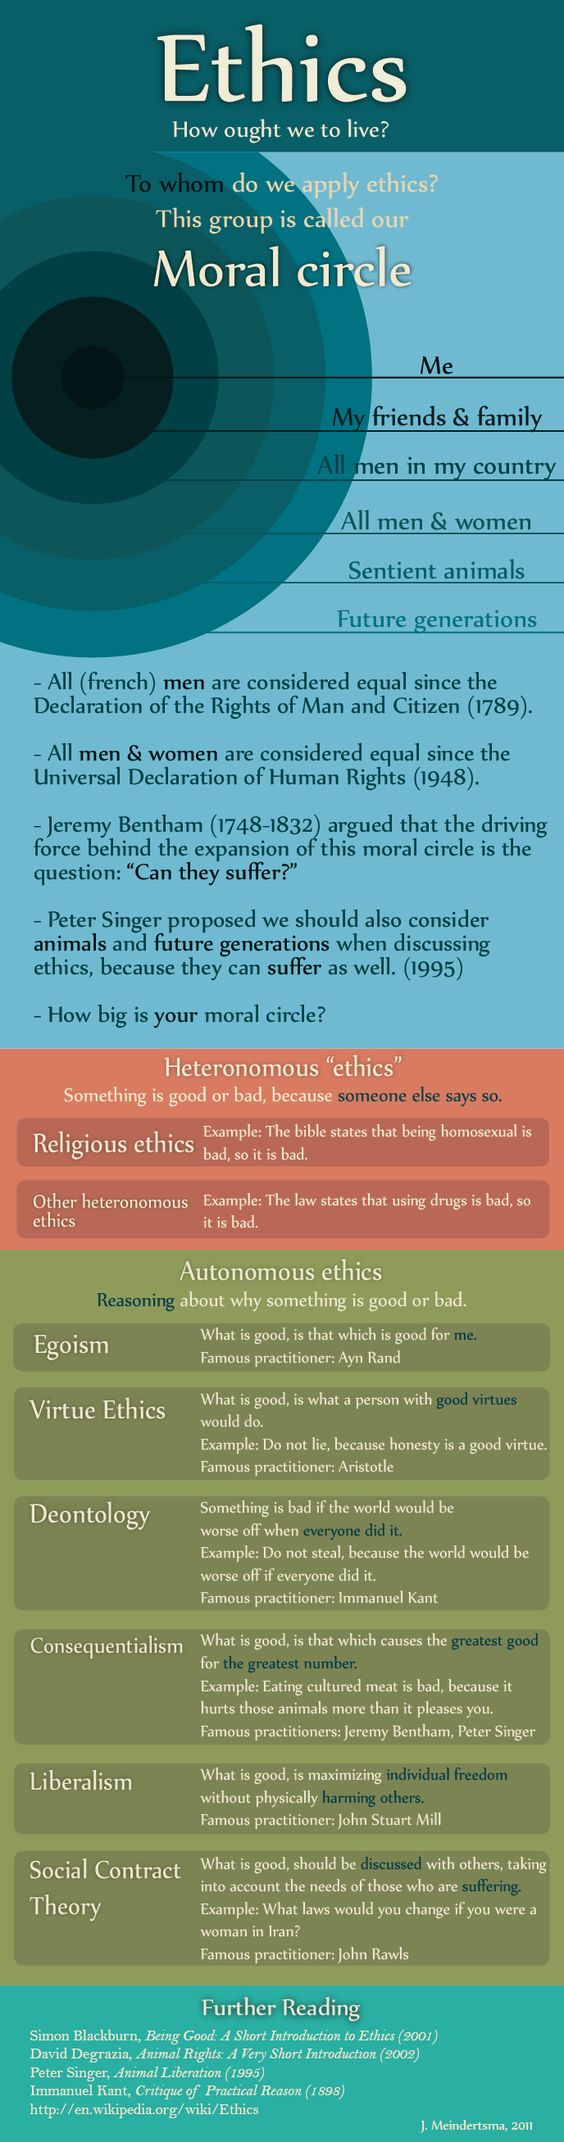 Ethics
How ought we to live?
To whom do we apply ethics?
This group is called our
Moral circle
Me
My friends & family
All men in my country
All men & women
Sentient animals
Future generations
- All (french) men are considered equal since the
Declaration of the Rights of Man and Citizen (1789).
- All men & women are considered equal since the
Universal Declaration of Human Rights (1948).
- Jeremy Bentham (1748-1832) argued that the driving
force behind the expansion of this moral circle is the
question: “Can they suffer?”
- Peter Singer proposed we should also consider
animals and future generations when discussing
ethics, because they can suffer as well. (1995)
- How big is your moral circle?
Heteronomous “ethics”
Something is good or bad, because someone else says so.
Religious ethics
Example: The bible states that being homosexual is
bad, so it is bad.
Other heteronomous
ethics
Example: The law states that using drugs is bad, so
it is bad.
Autonomous ethics
Reasoning about why something is good or bad.
Egoism
What is good, is that which is good for me.
Famous practitioner: Ayn Rand
Virtue Ethics
What is good, is what a person with good virtues
would do.
Example: Do not lie, because honesty is a good virtue.
Famous practitioner: Aristotle
Deontology
Something is bad if the world would be
worse off when everyone did it.
Example: Do not steal, because the world would be
worse off if everyone did it.
Famous practitioner: Immanuel Kant
Consequentialism
What is good, is that which causes the greatest good
for the greatest number.
Example: Eating cultured meat is bad, because it
hurts those animals more than it pleases you.
Famous practitioners: Jeremy Bentham, Peter Singer
Liberalism
What is good, is maximizing individual freedom
without physically harming others.
Famous practitioner: John Stuart Mill
Social Contract
Theory
What is good, should be discussed with others, taking
into account the needs of those who are suffering.
Example: What laws would you change if you were a
woman in Iran?
Famous practitioner: John Rawls
Further Reading
Simon Blackburn, Being Good: A Short Introduction to Ethics (2001)
David Degrazia, Animal Rights: A Very Short Introduction (2002)
Peter Singer, Animal Liberation (1995)
Immanuel Kant, Critique of Practical Reason (1898)
http://en.wikipedia.org/wiki/Ethics
J. Meindertsma, 2011